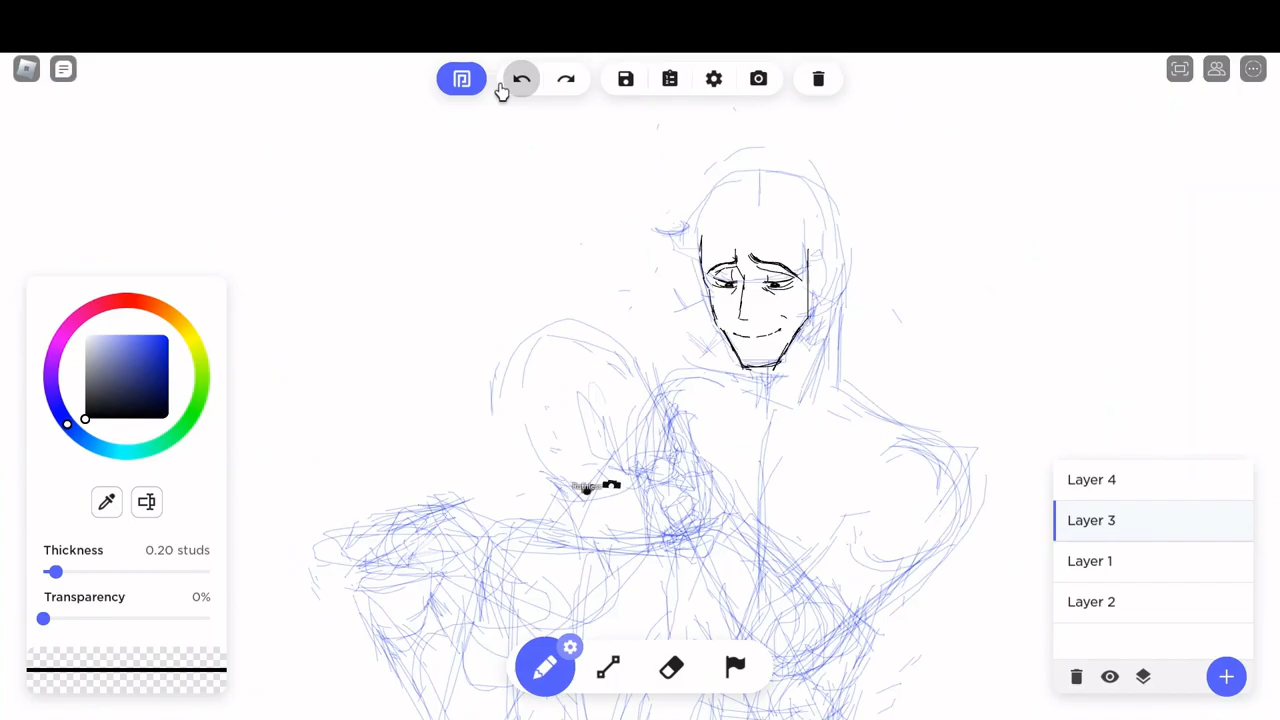 Layer 4
Layer 3
Layer 1
Layer 2
Thickness 0.20 studs
Transparency 0%